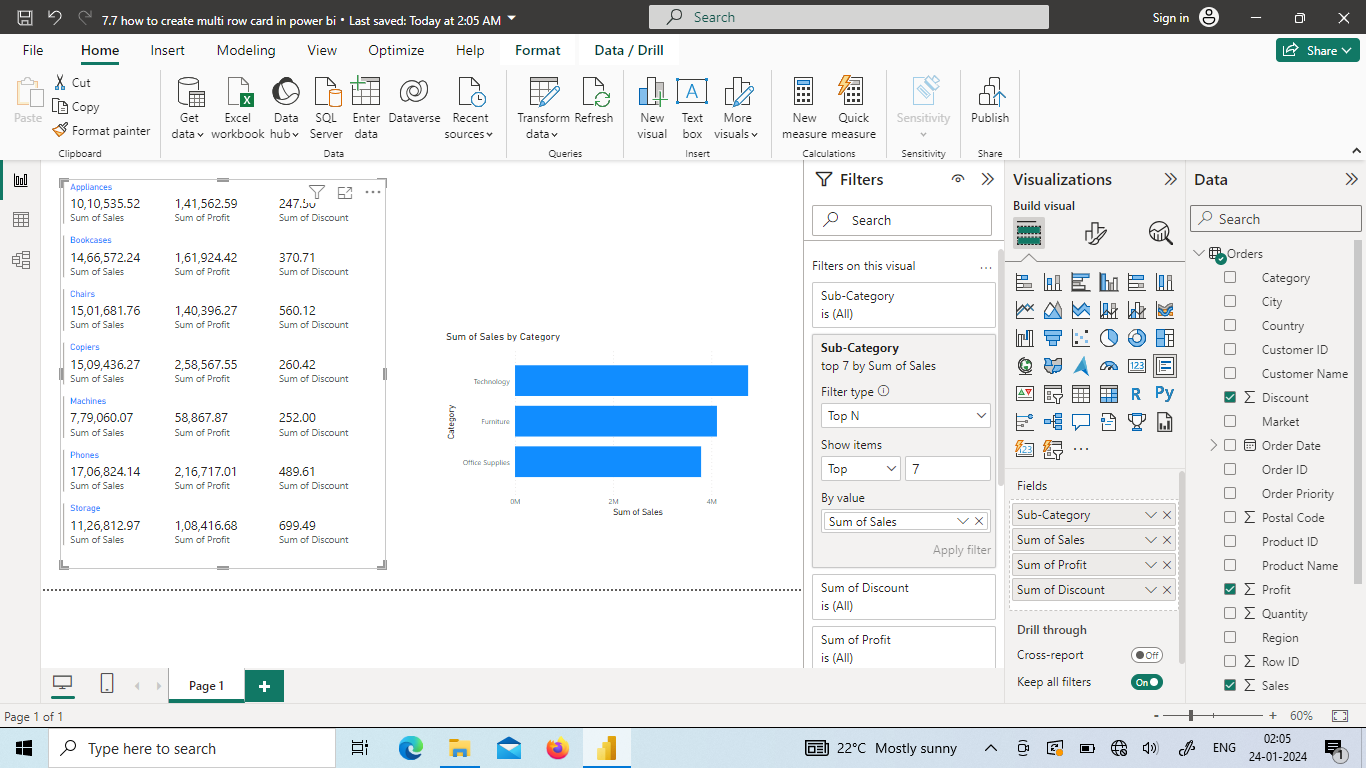 7.7 how to create multi row card in power bi • Last saved: Today at 2:05 AM
Search
Sign in
File
Home
Insert
Modeling
View
Optimize
Help
Format
Data / Drill
Share
Paste
Cut
Copy
Format painter
Clipboard
Get data
Excel workbook
Data hub
SQL Server
Enter data
Dataverse
Recent sources
Data
Transform data
Refresh
Queries
New visual
Text box
More visuals
Insert
New measure
Quick measure
Calculations
Sensitivity
Sensitivity
Publish
Share
Appliances
10,10,535.52 1,41,562.59 247.50
Sum of Sales Sum of Profit Sum of Discount
Bookcases
14,66,572.24 1,61,924.42 370.71
Sum of Sales Sum of Profit Sum of Discount
Chairs
15,01,681.76 1,40,396.27 560.12
Sum of Sales Sum of Profit Sum of Discount
Copiers
15,09,436.27 2,58,567.55 260.42
Sum of Sales Sum of Profit Sum of Discount
Machines
7,79,060.07 58,867.87 252.00
Sum of Sales Sum of Profit Sum of Discount
Phones
17,06,824.14 2,16,717.01 489.61
Sum of Sales Sum of Profit Sum of Discount
Storage
11,26,812.97 1,08,416.68 699.49
Sum of Sales Sum of Profit Sum of Discount
Sum of Sales by Category
Category
Technology
Furniture
Office Supplies
0M 2M 4M
Sum of Sales
Filters
Search
Filters on this visual
Sub-Category
is (All)
Sub-Category
top 7 by Sum of Sales
Filter type
Top N
Show items
Top 7
By value
Sum of Sales
Apply filter
Sum of Discount
is (All)
Sum of Profit
is (All)
Visualizations
Build visual
123
R
Py
123
Fields
Sub-Category
Sum of Sales
Sum of Profit
Sum of Discount
Drill through
Cross-report Off
Keep all filters On
Data
Search
Orders
Category
City
Country
Customer ID
Customer Name
Discount
Market
Order Date
Order ID
Order Priority
Postal Code
Product ID
Product Name
Profit
Quantity
Region
Row ID
Sales
Page 1
Page 1 of 1
- + 60%
Type here to search
22°C Mostly sunny
ENG
02:05
24-01-2024
1